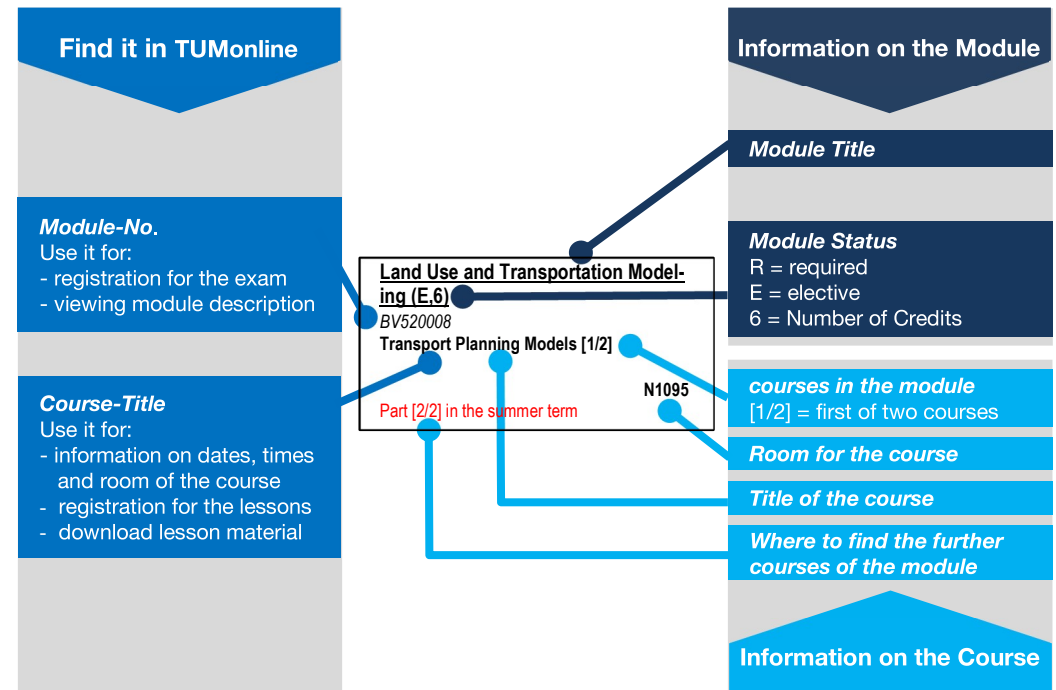 Find it in TUMonline
Module-No.
Use it for:
- registration for the exam
- viewing module description
Course-Title
Use it for:
- information on dates, times
and room of the course
- registration for the lessons
- download lesson material
Land Use and Transportation Model-
ing (E,6)
BV520008
Transport Planning Models [1/2]
N1095
Part [2/2] in the summer term
Information on the Module
Module Title
Module Status
R = required
E = elective
6 = Number of Credits
courses in the module
[1/2] = first of two courses
Room for the course
Title of the course
Where to find the further
courses of the module
Information on the Course